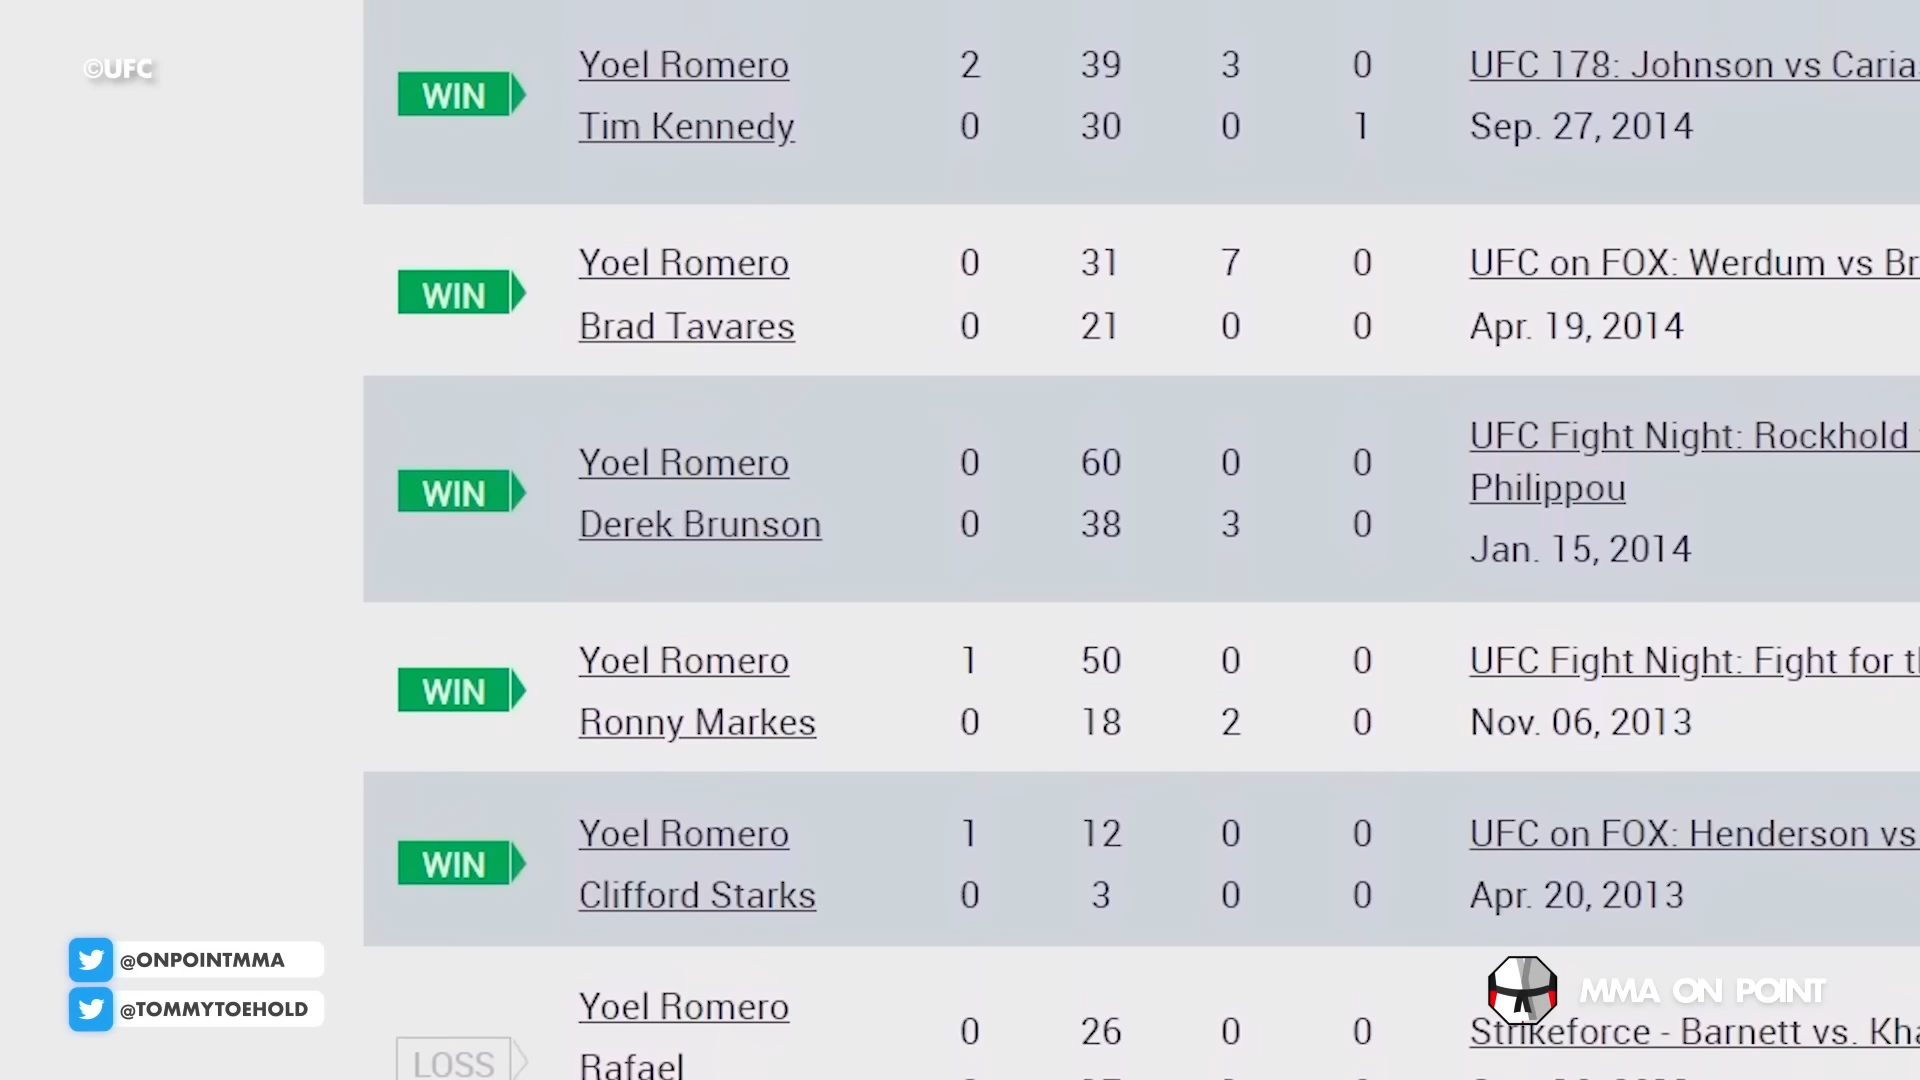 ©UFC
WIN
Yoel Romero 2 39 3 0 UFC 178: Johnson vs Caria
Tim Kennedy 0 30 0 1 Sep. 27, 2014
WIN
Yoel Romero 0 31 7 0 UFC on FOX: Werdum vs Br
Brad Tavares 0 21 0 0 Apr. 19, 2014
WIN
UFC Fight Night: Rockhold
Yoel Romero 0 60 0 0 Philippou
Derek Brunson 0 38 3 0
Jan. 15, 2014
WIN
Yoel Romero 1 50 0 0 UFC Fight Night: Fight for t
Ronny Markes 0 18 2 0 Nov. 06, 2013
WIN
Yoel Romero 1 12 0 0 UFC on FOX: Henderson vs
Clifford Starks 0 3 0 0 Apr. 20, 2013
@ONPOINTMMA
@TOMMYTOEHOLD
MMA ON POINT
Yoel Romero
0 26 0 0 Strikeforce - Barnett vs. Kha
LOSS
Rafael